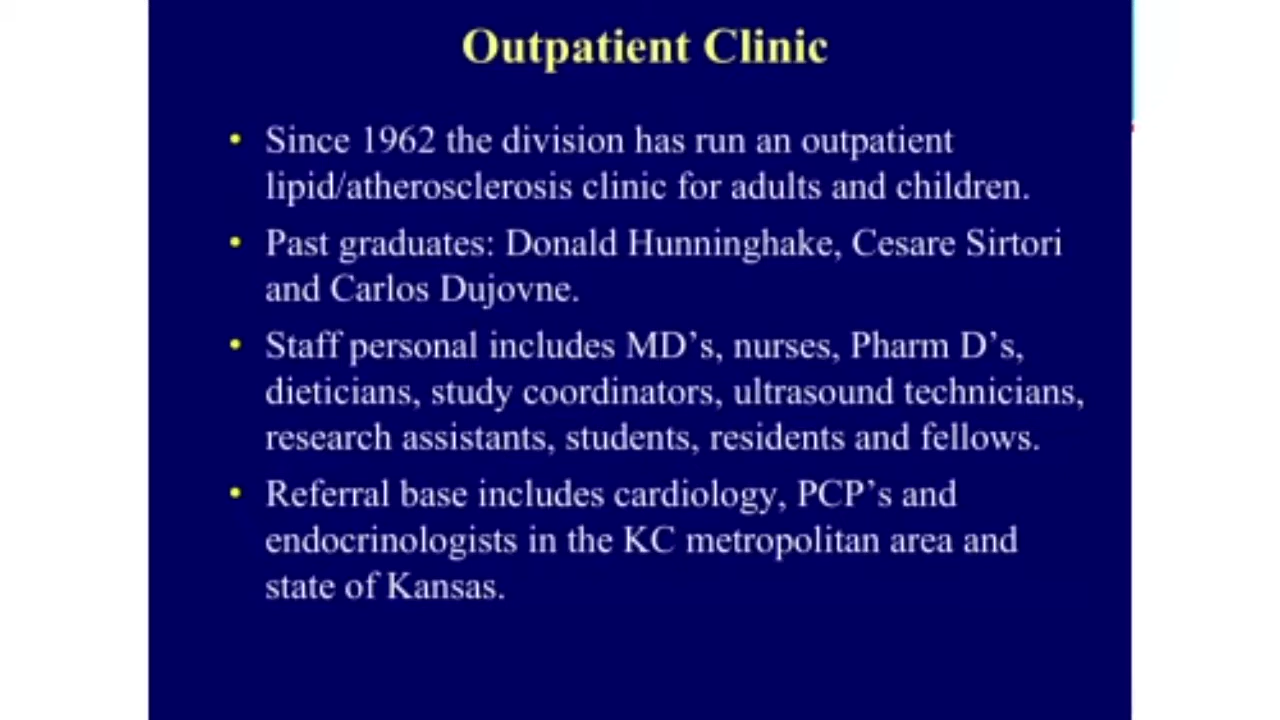 Outpatient Clinic
• Since 1962 the division has run an outpatient
lipid/atherosclerosis clinic for adults and children.
• Past graduates: Donald Hunninghake, Cesare Sirtori
and Carlos Dujovne.
• Staff personal includes MD’s, nurses, Pharm D’s,
dieticians, study coordinators, ultrasound technicians,
research assistants, students, residents and fellows.
• Referral base includes cardiology, PCP’s and
endocrinologists in the KC metropolitan area and
state of Kansas.